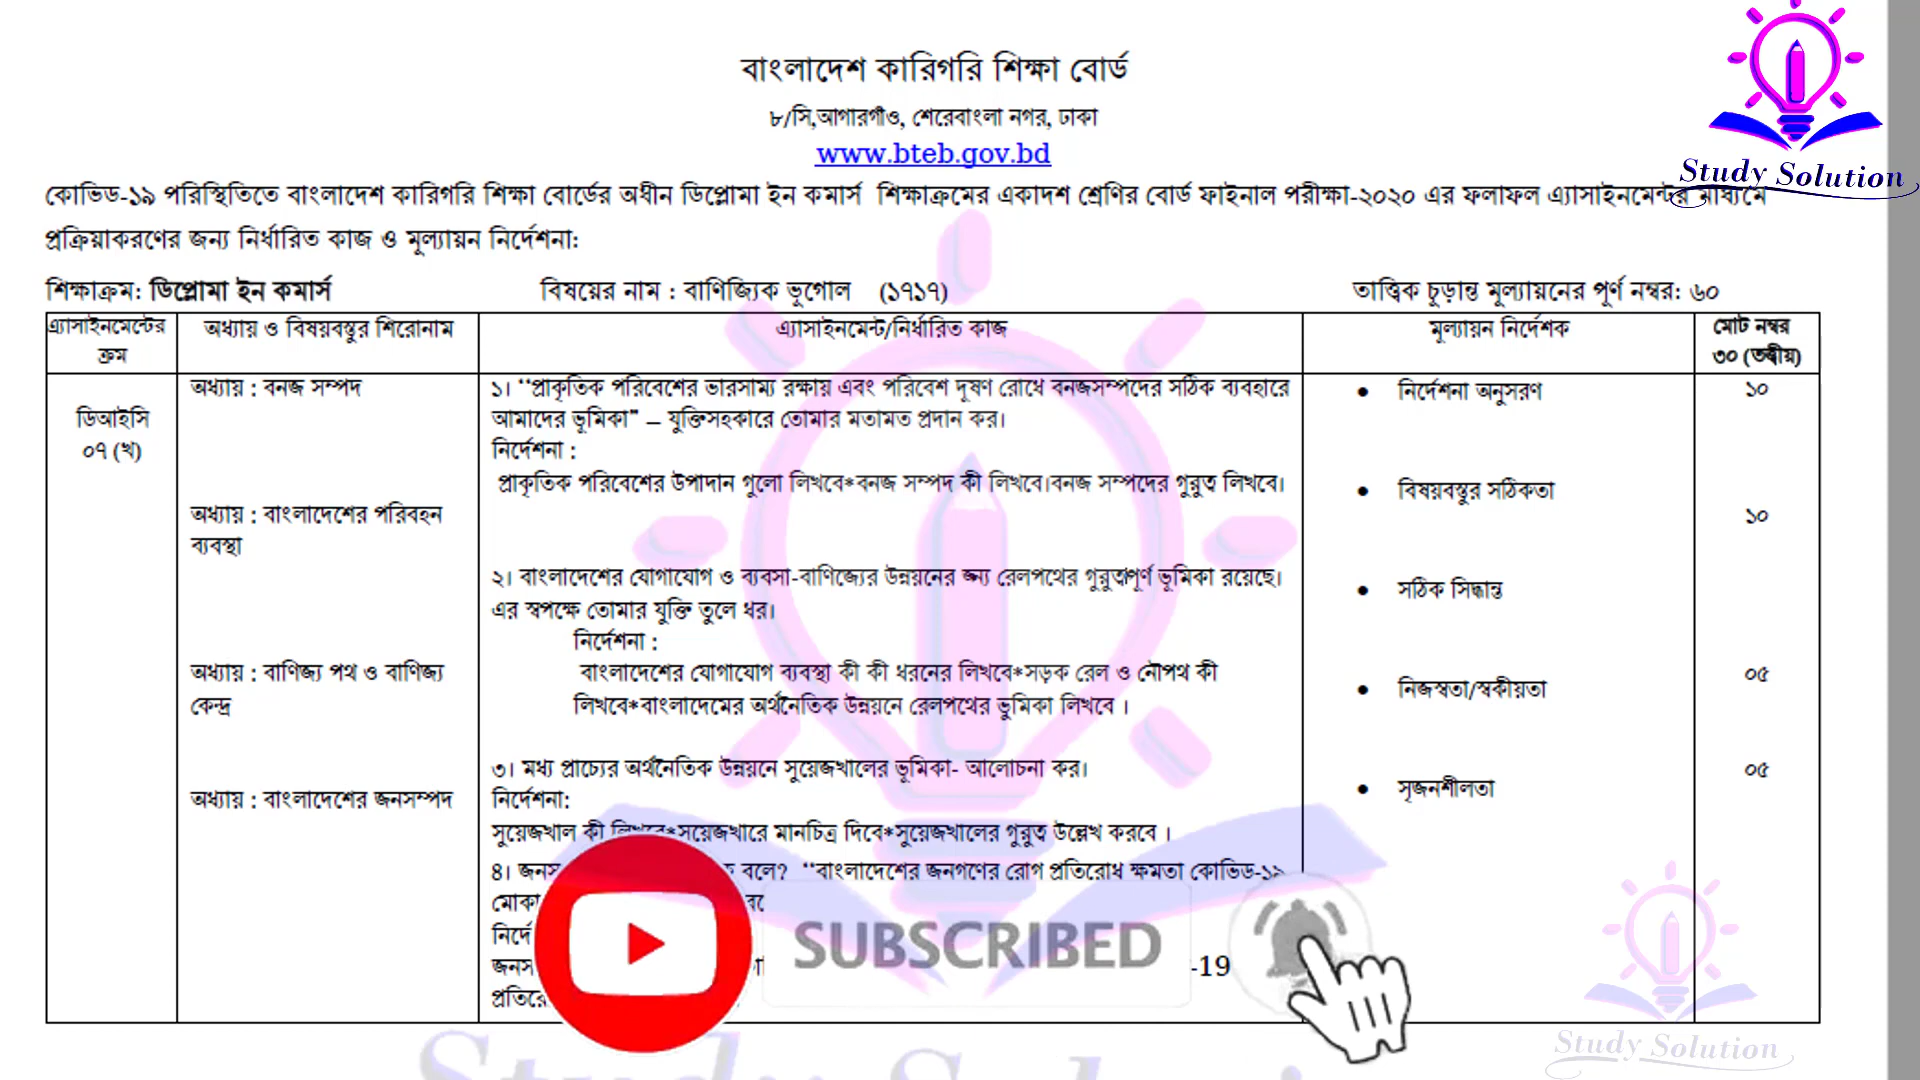 বাংলাদেশ কারিগরি শিক্ষা বোর্ড
৮/সি,আগারগাঁও, শেরেবাংলা নগর, ঢাকা
www.bteb.gov.bd
Study Solution
কোভিড-১৯ পরিস্থিতিতে বাংলাদেশ কারিগরি শিক্ষা বোর্ডের অধীন ডিপ্লোমা ইন কমার্স শিক্ষাক্রমের একাদশ শ্রেণির বোর্ড ফাইনাল পরীক্ষা-২০২০ এর ফলাফল এ্যাসাইনমেন্টর মাধ্যমে
প্রক্রিয়াকরণের জন্য নির্ধারিত কাজ ও মূল্যায়ন নির্দেশনা:
শিক্ষাক্রম: ডিপ্লোমা ইন কমার্স বিষয়ের নাম : বাণিজ্যিক ভূগোল (১৭১৭) তাত্ত্বিক চূড়ান্ত মূল্যায়নের পূর্ণ নম্বর: ৬০
এ্যাসাইনমেন্টের
ক্রম
অধ্যায় ও বিষয়বস্তুর শিরোনাম
এ্যাসাইনমেন্ট/নির্ধারিত কাজ
মূল্যায়ন নির্দেশক
মোট নম্বর
৩০ (তত্ত্বীয়)
ডিআইসি
০৭ (খ)
অধ্যায় : বনজ সম্পদ
অধ্যায় : বাংলাদেশের পরিবহন
ব্যবস্থা
অধ্যায় : বাণিজ্য পথ ও বাণিজ্য
কেন্দ্র
অধ্যায় : বাংলাদেশের জনসম্পদ
১। ‘‘প্রাকৃতিক পরিবেশের ভারসাম্য রক্ষায় এবং পরিবেশ দূষণ রোধে বনজসম্পদের সঠিক ব্যবহারে
আমাদের ভূমিকা” – যুক্তিসহকারে তোমার মতামত প্রদান কর।
নির্দেশনা :
প্রাকৃতিক পরিবেশের উপাদান গুলো লিখবে*বনজ সম্পদ কী লিখবে।বনজ সম্পদের গুরুত্ব লিখবে।
২। বাংলাদেশের যোগাযোগ ও ব্যবসা-বাণিজ্যের উন্নয়নের জন্য রেলপথের গুরুত্বপূর্ণ ভূমিকা রয়েছে।
এর স্বপক্ষে তোমার যুক্তি তুলে ধর।
নির্দেশনা :
বাংলাদেশের যোগাযোগ ব্যবস্থা কী কী ধরনের লিখবে*সড়ক রেল ও নৌপথ কী
লিখবে*বাংলাদেমের অর্থনৈতিক উন্নয়নে রেলপথের ভুমিকা লিখবে ।
৩। মধ্য প্রাচ্যের অর্থনৈতিক উন্নয়নে সুয়েজখালের ভূমিকা- আলোচনা কর।
নির্দেশনা:
সুয়েজখাল কী লিখবে*সয়েজখারে মানচিত্র দিবে*সুয়েজখালের গুরুত্ব উল্লেখ করবে ।
৪। বলে? ‘‘বাংলাদেশের জনগণের রোগ প্রতিরোধ ক্ষমতা কোভিড-১৯
-19
নির্দেশনা অনুসরণ
বিষয়বস্তুর সঠিকতা
সঠিক সিদ্ধান্ত
নিজস্বতা/স্বকীয়তা
সৃজনশীলতা
১০
১০
০৫
০৫
SUBSCRIBED
Study Solution
Study Solution